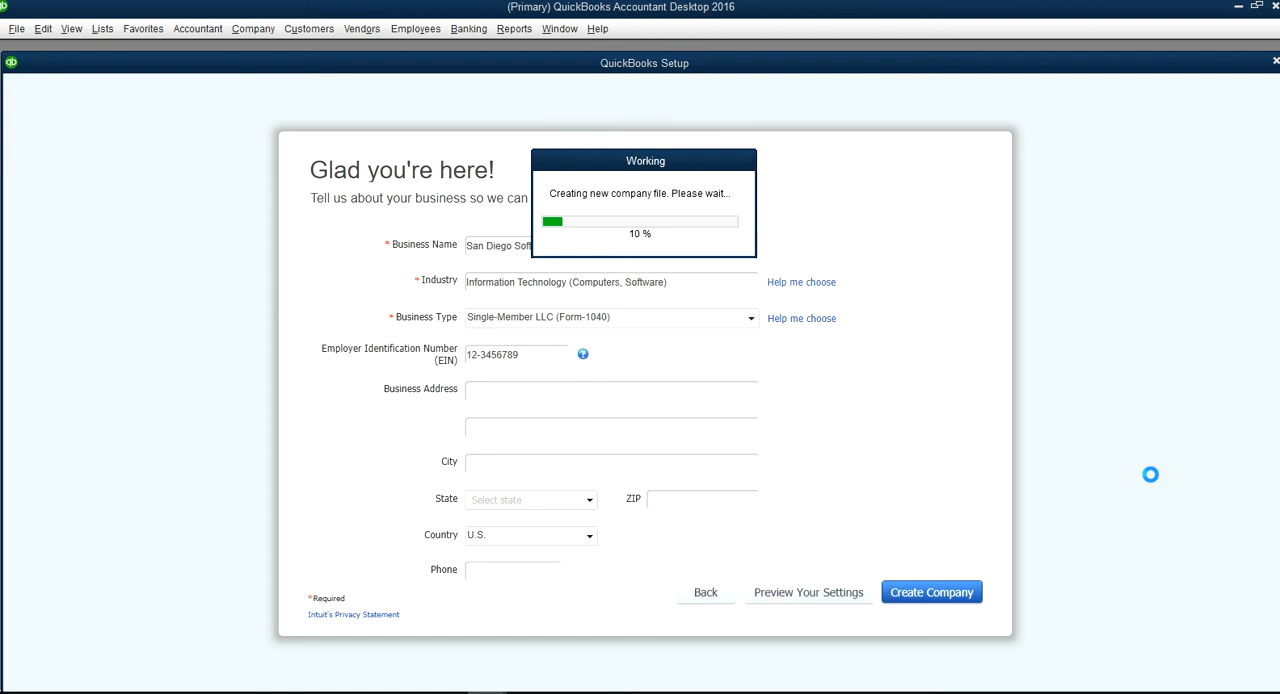 (Primary) QuickBooks Accountant Desktop 2016
File Edit View Lists Favorites Accountant Company Customers Vendors Employees Banking Reports Window Help
qb QuickBooks Setup
Working
Creating new company file. Please wait...
10 %
Glad you're here!
Tell us about your business so we can
* Business Name San Diego Soft
* Industry Information Technology (Computers, Software) Help me choose
* Business Type Single-Member LLC (Form-1040) Help me choose
Employer Identification Number
(EIN) 12-3456789 ?
Business Address
City
State Select state ZIP
Country U.S.
Phone
Back Preview Your Settings Create Company
*Required
Intuit's Privacy Statement